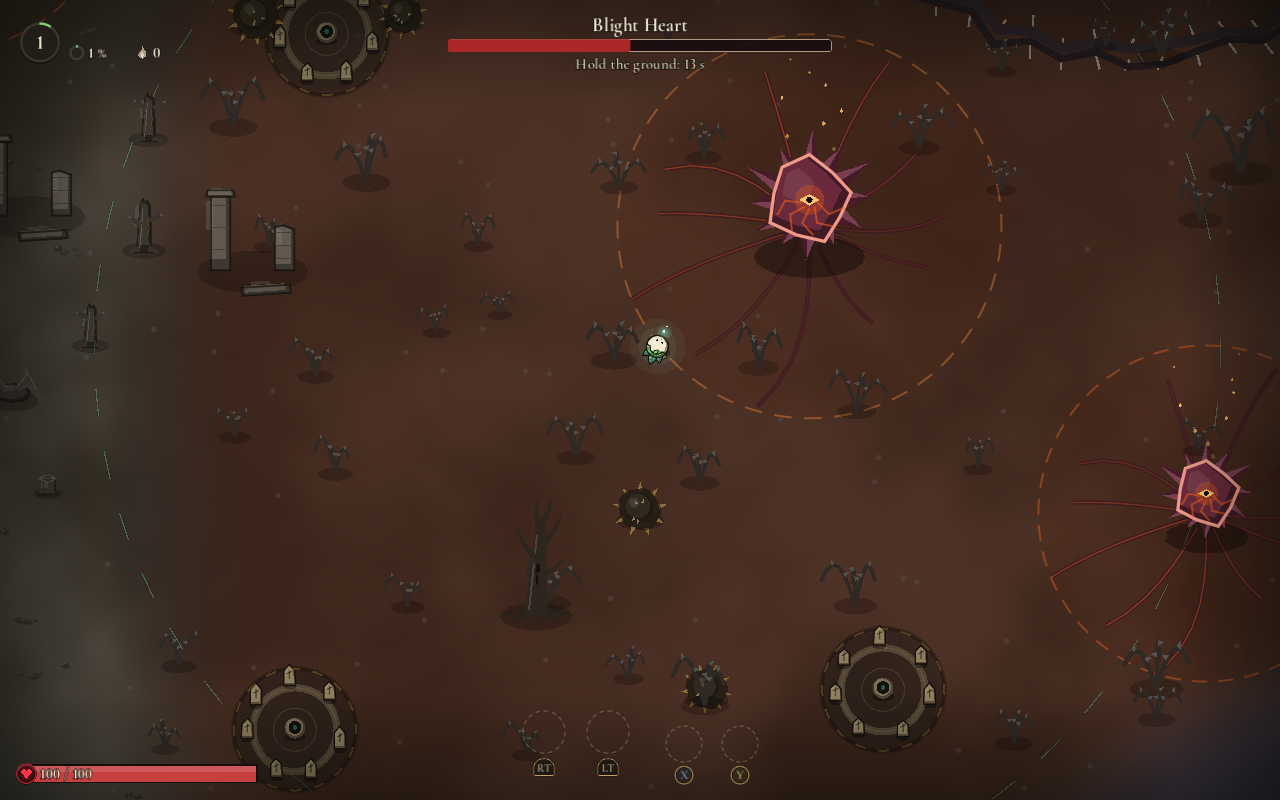 Blight Heart
1
1 %
0
Hold the ground: 13 s
100 / 100
RT
LT
X
Y